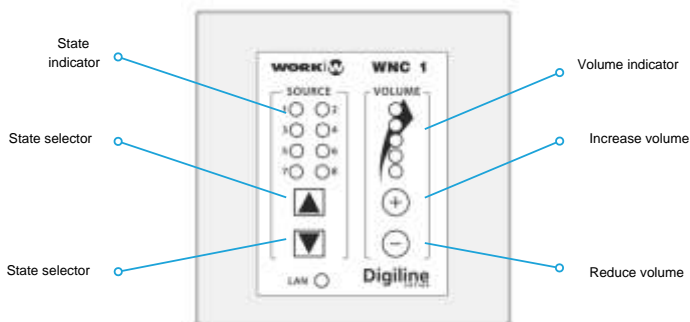 State
indicator
State selector
State selector
WORK WNC 1
SOURCE
1 2
3 4
5 6
7 8
LAN
VOLUME
+
−
Digiline
Volume indicator
Increase volume
Reduce volume